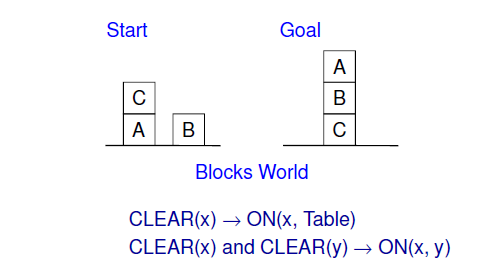 Start Goal
A
C B
A B C
Blocks World
CLEAR(x) → ON(x, Table)
CLEAR(x) and CLEAR(y) → ON(x, y)